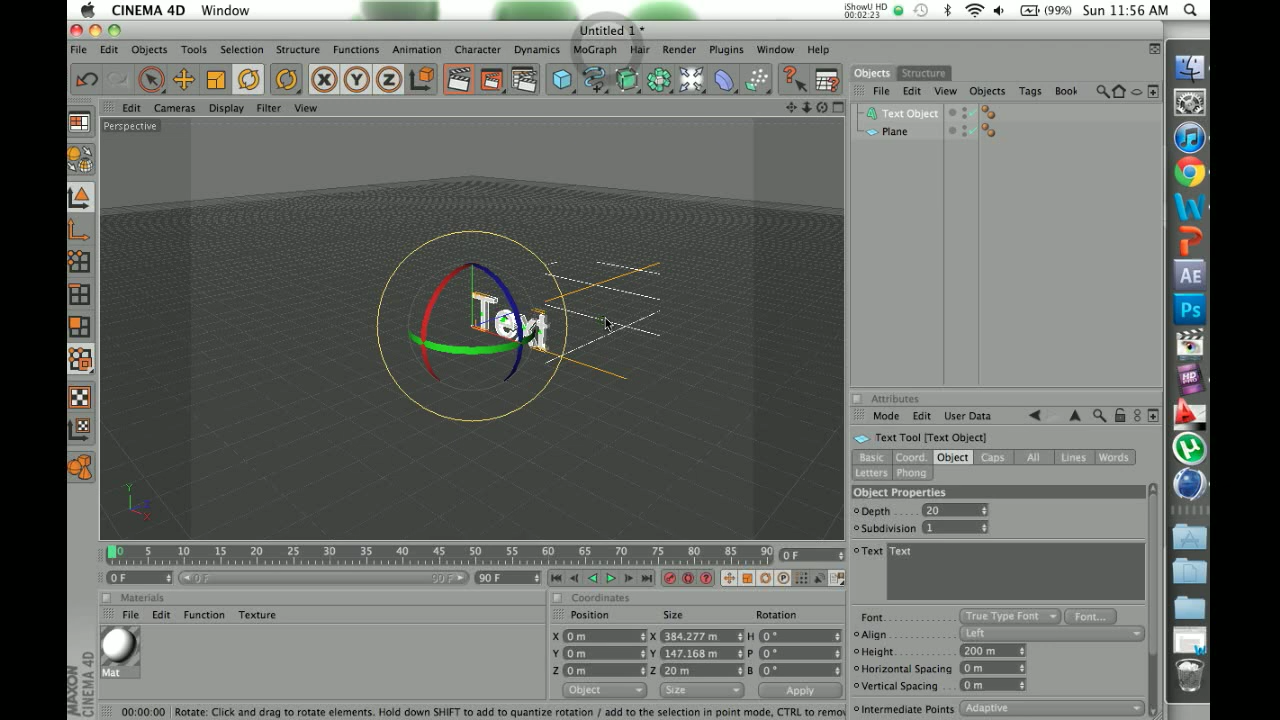 CINEMA 4D Window
iShowU HD
00:02:23
(99%) Sun 11:56 AM
Untitled 1 *
File Edit Objects Tools Selection Structure Functions Animation Character Dynamics MoGraph Hair Render Plugins Window Help
X Y Z
Edit Cameras Display Filter View
Perspective
Text
Y
X
Objects Structure
File Edit View Objects Tags Book
Text Object
Plane
Attributes
Mode Edit User Data
Text Tool [Text Object]
Basic Coord. Object Caps All Lines Words
Letters Phong
Object Properties
Depth 20
Subdivision 1
Text Text
Font True Type Font Font...
Align Left
Height 200 m
Horizontal Spacing 0 m
Vertical Spacing 0 m
Intermediate Points Adaptive
0 5 10 15 20 25 30 35 40 45 50 55 60 65 70 75 80 85 90 0 F
0 F 0 F 90 F 90 F
Materials
File Edit Function Texture
Mat
Coordinates
Position Size Rotation
X 0 m X 384.277 m H 0 °
Y 0 m Y 147.168 m P 0 °
Z 0 m Z 20 m B 0 °
Object Size Apply
MAXON
CINEMA 4D
00:00:00 Rotate: Click and drag to rotate elements. Hold down SHIFT to add to quantize rotation / add to the selection in point mode, CTRL to remov
W
AE
Ps
HD